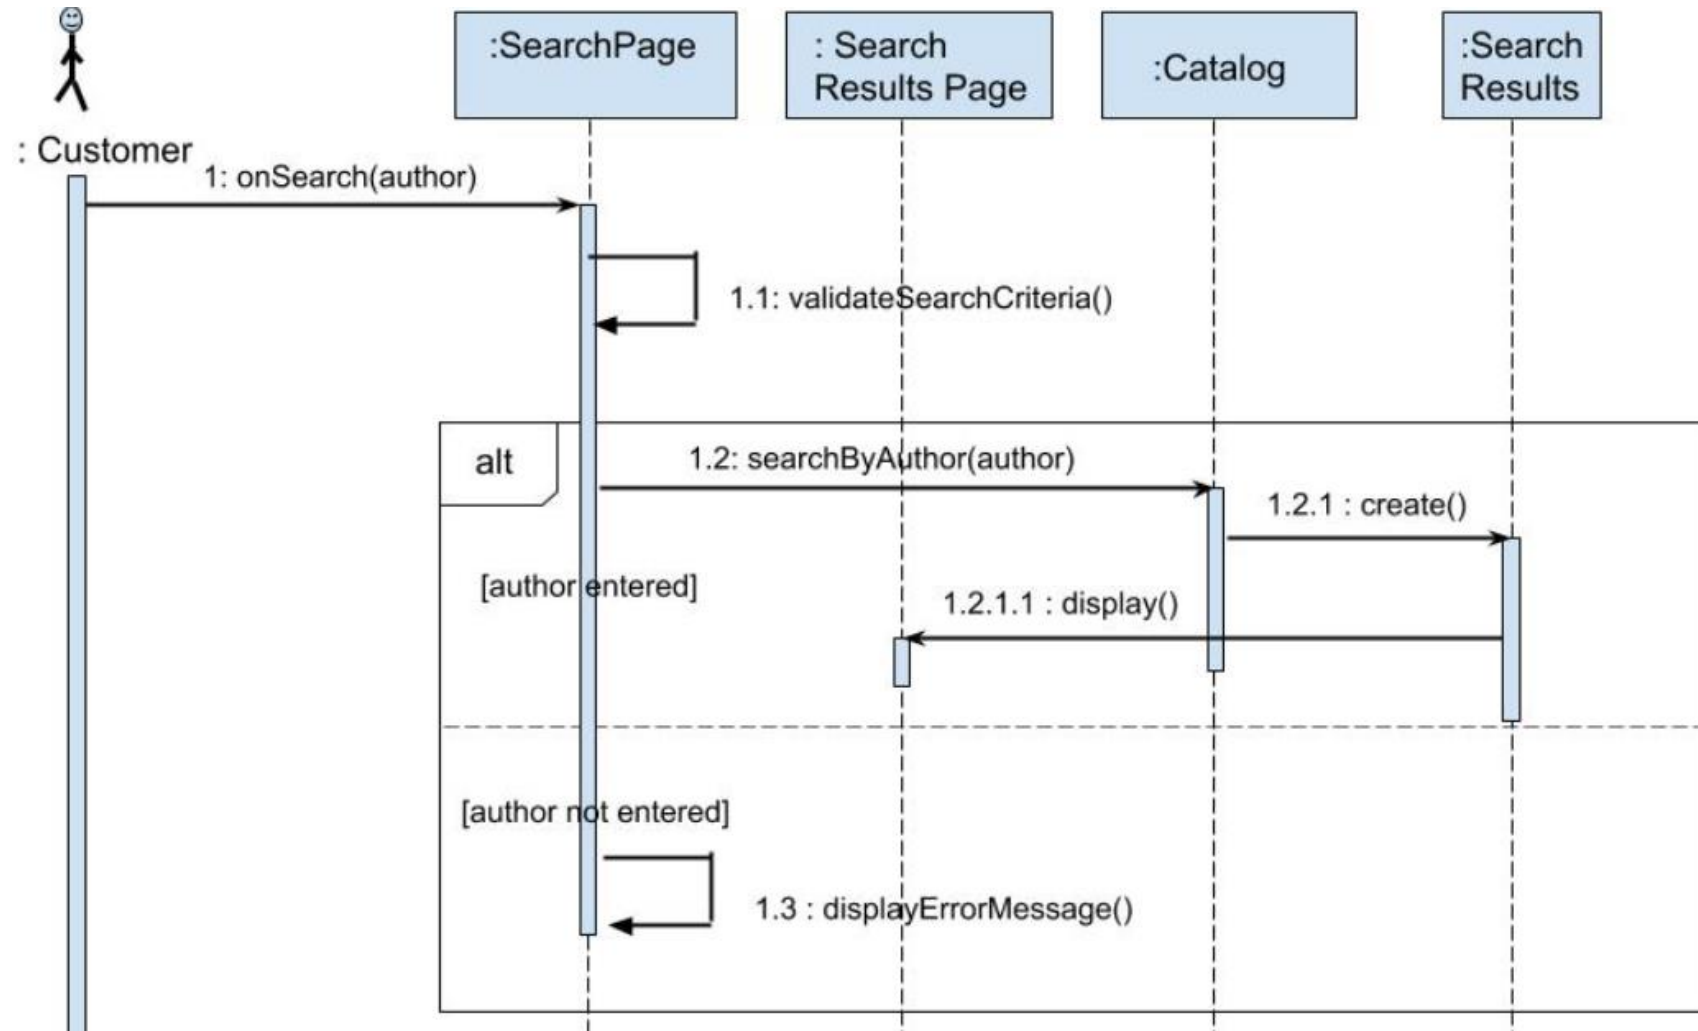 :SearchPage
: Search
Results Page
:Catalog
:Search
Results
: Customer
1: onSearch(author)
1.1: validateSearchCriteria()
alt
1.2: searchByAuthor(author)
1.2.1 : create()
[author entered]
1.2.1.1 : display()
[author not entered]
1.3 : displayErrorMessage()